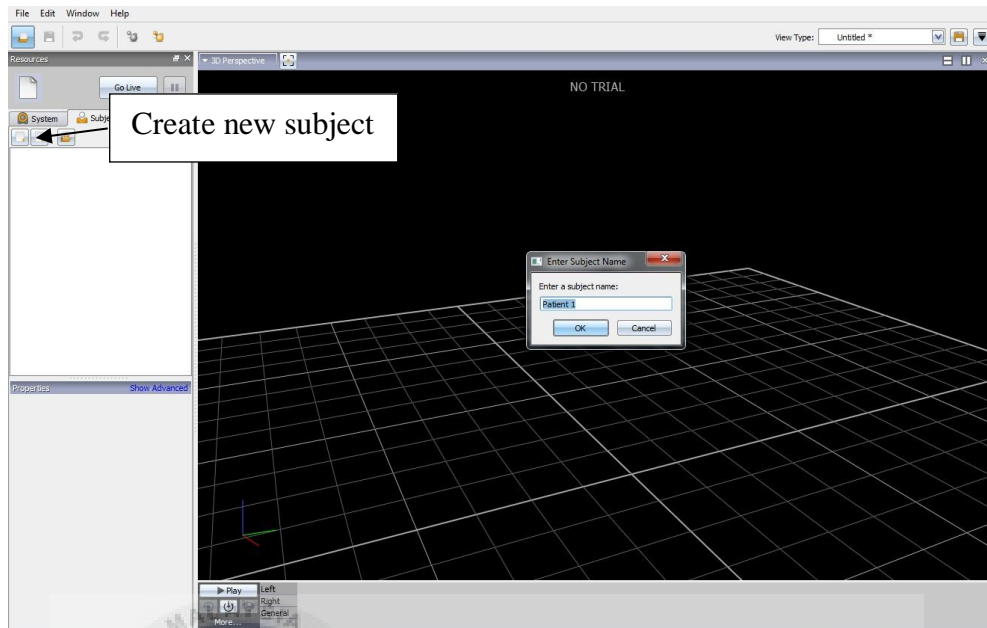 File Edit Window Help
View Type: Untitled *
Resources
3D Perspective
Go Live
NO TRIAL
System Subje
Create new subject
Enter Subject Name
Enter a subject name:
Patient 1
OK Cancel
Properties Show Advanced
Play Left
Right
General
More...